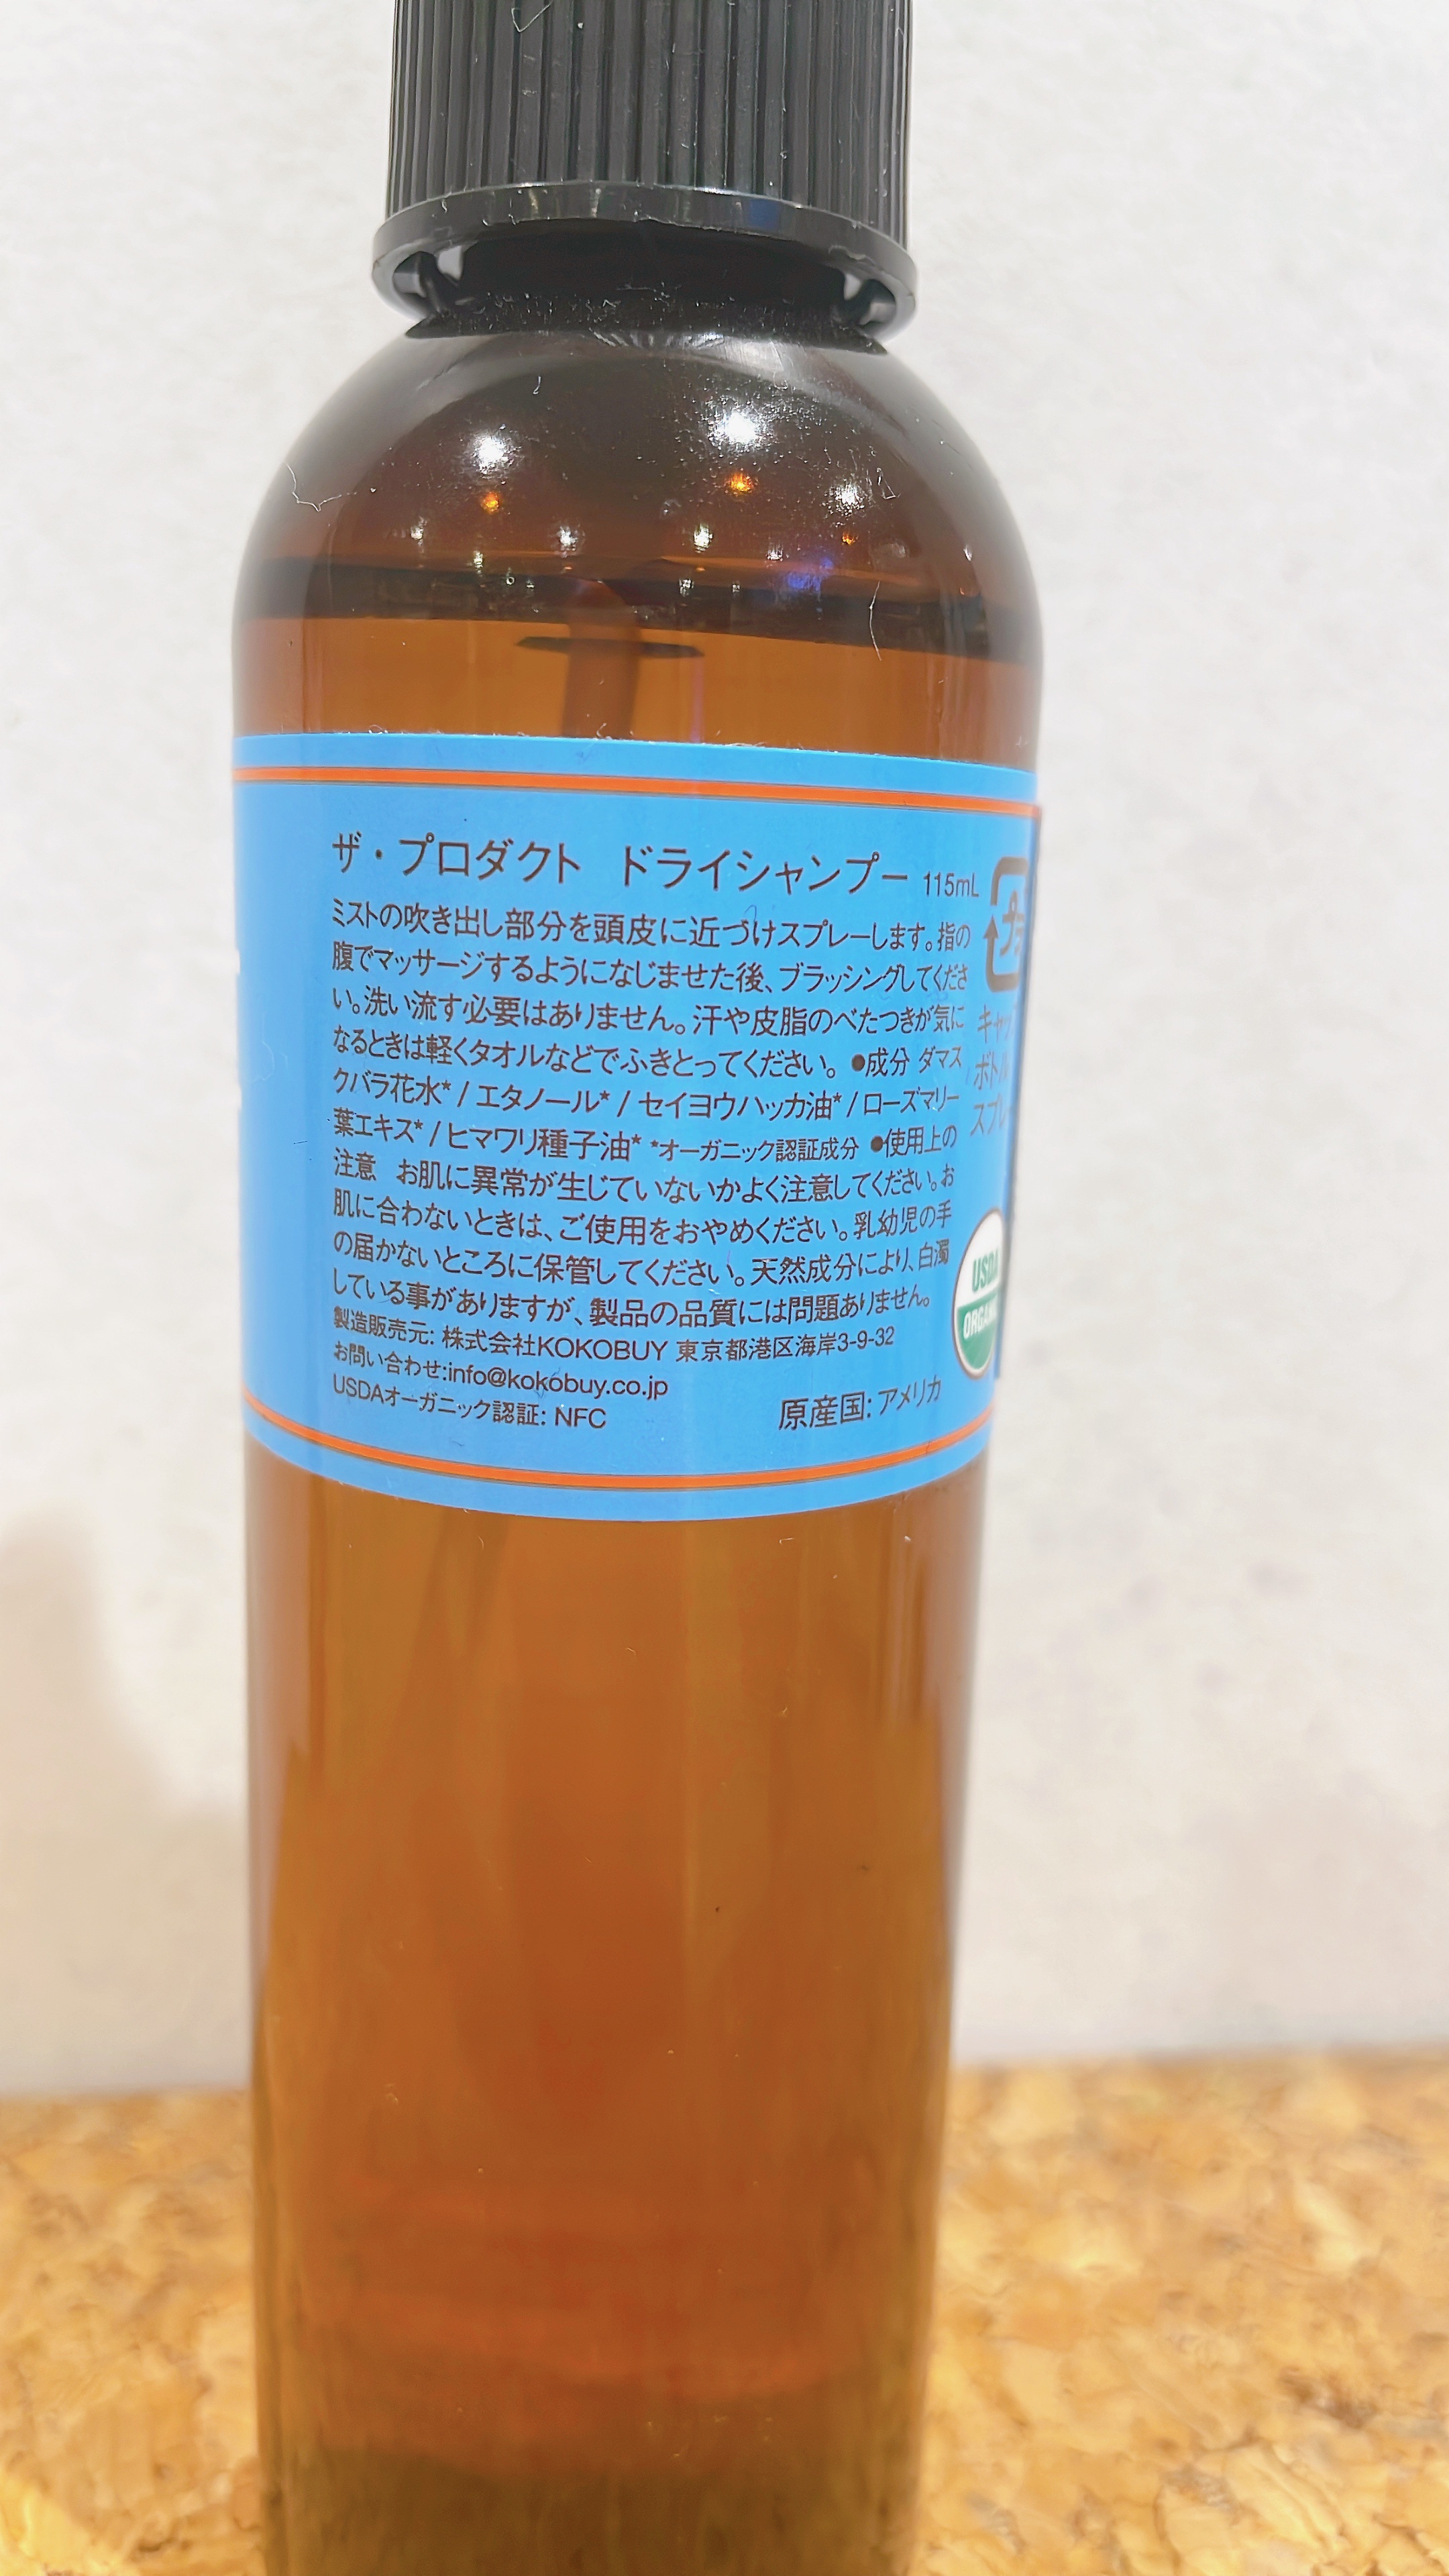 ザ・プロダクト ドライシャンプー 115mL
ミストの吹き出し部分を頭皮に近づけスプレーします。指の
腹でマッサージするようになじませた後、ブラッシングしてくださ
い。洗い流す必要はありません。汗や皮脂のべたつきが気に
なるときは軽くタオルなどでふきとってください。 ●成分 ダマス
クバラ花水* / エタノール* / セイヨウハッカ油* / ローズマリー
葉エキス* / ヒマワリ種子油* *オーガニック認証成分 ●使用上の
注意 お肌に異常が生じていないかよく注意してください。お
肌に合わないときは、ご使用をおやめください。乳幼児の手
の届かないところに保管してください。天然成分により、白濁
している事がありますが、製品の品質には問題ありません。
製造販売元: 株式会社KOKOBUY 東京都港区海岸3-9-32
お問い合わせ:info@kokobuy.co.jp
USDAオーガニック認証: NFC
原産国: アメリカ
プラ
ボトル
USDA
ORGANIC